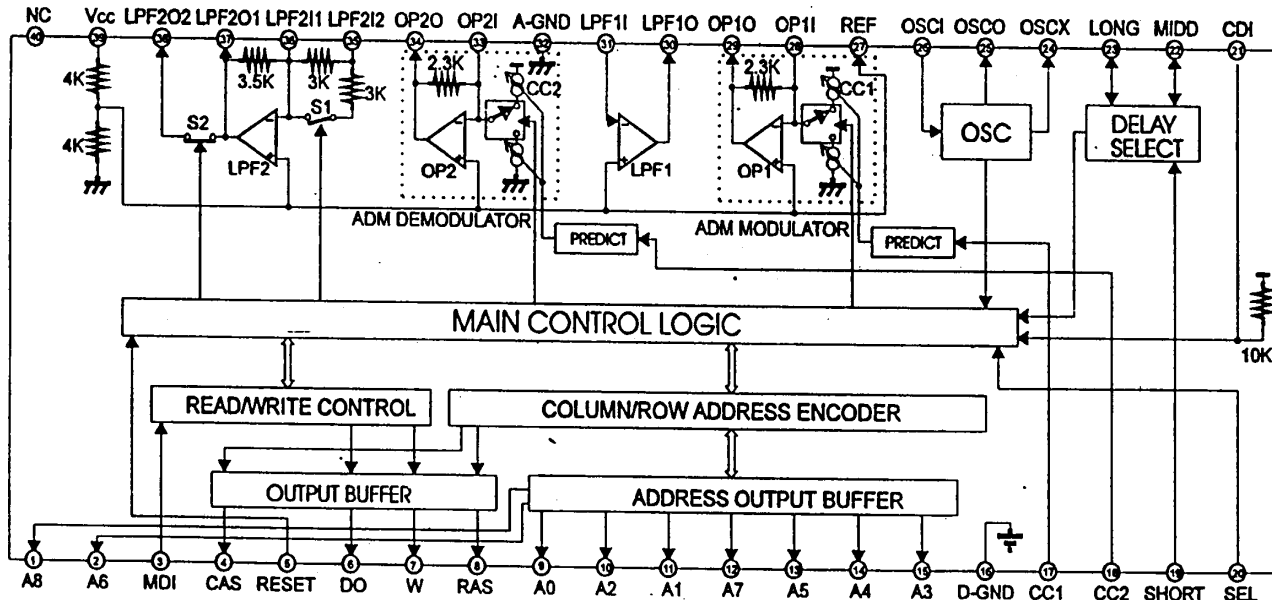 NC Vcc LPF2O2 LPF2O1 LPF2I1 LPF2I2 OP2O OP2I A-GND LPF1I LPF1O OP1O OP1I REF OSCI OSCO OSCX LONG MIDD CDI
40 39 38 37 36 35 34 33 32 31 30 29 28 27 26 25 24 23 22 21
4K 3.5K 3K 3K 2.3K CC2 2.3K CC1
S2 S1 OSC DELAY SELECT
4K LPF2 OP2 LPF1 OP1
ADM DEMODULATOR ADM MODULATOR
PREDICT PREDICT
MAIN CONTROL LOGIC
10K
READ/WRITE CONTROL COLUMN/ROW ADDRESS ENCODER
OUTPUT BUFFER ADDRESS OUTPUT BUFFER
1 2 3 4 5 6 7 8 9 10 11 12 13 14 15 16 17 18 19 20
A8 A6 MDI CAS RESET DO W RAS A0 A2 A1 A7 A5 A4 A3 D-GND CC1 CC2 SHORT SEL